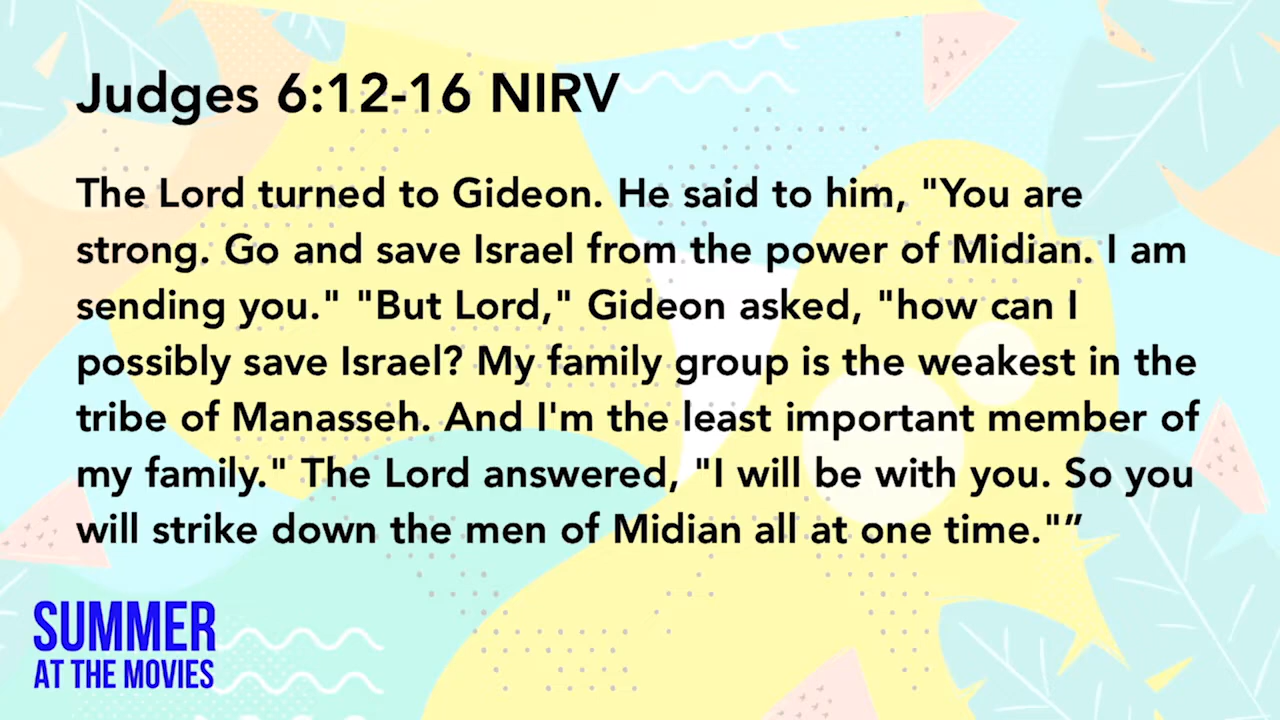 Judges 6:12-16 NIRV
The Lord turned to Gideon. He said to him, "You are
strong. Go and save Israel from the power of Midian. I am
sending you." "But Lord," Gideon asked, "how can I
possibly save Israel? My family group is the weakest in the
tribe of Manasseh. And I'm the least important member of
my family." The Lord answered, "I will be with you. So you
will strike down the men of Midian all at one time."”
SUMMER
AT THE MOVIES